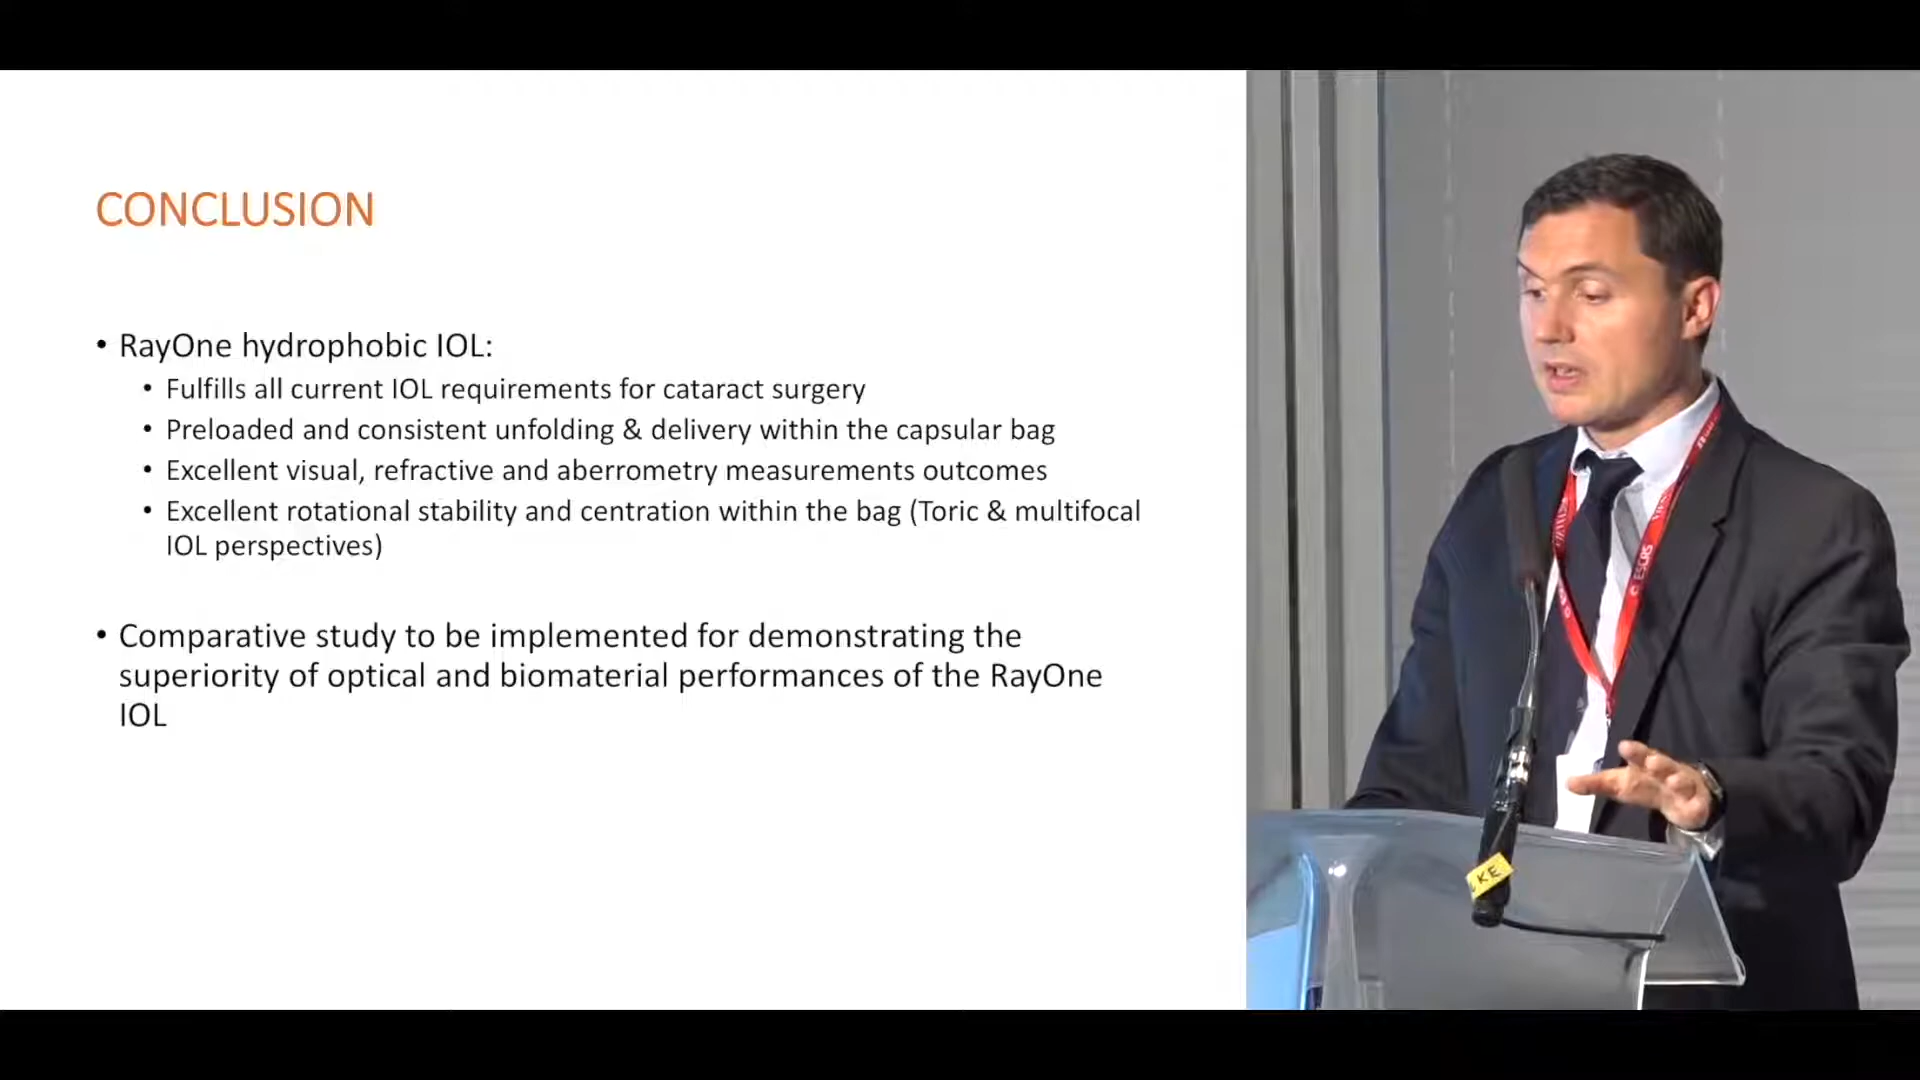 CONCLUSION
• RayOne hydrophobic IOL:
• Fulfills all current IOL requirements for cataract surgery
• Preloaded and consistent unfolding & delivery within the capsular bag
• Excellent visual, refractive and aberrometry measurements outcomes
• Excellent rotational stability and centration within the bag (Toric & multifocal
IOL perspectives)
• Comparative study to be implemented for demonstrating the
superiority of optical and biomaterial performances of the RayOne
IOL
ESCRS
KE